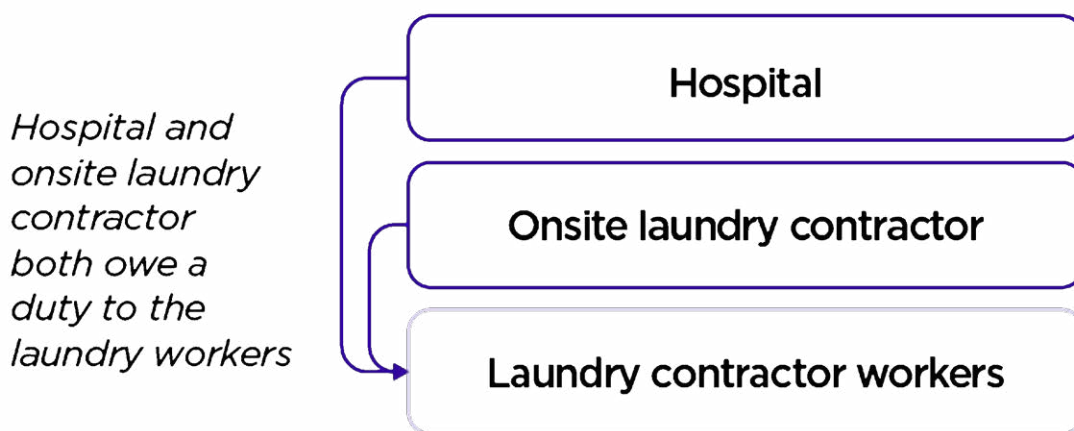 Hospital
Hospital and
onsite laundry
contractor
both owe a
duty to the
laundry workers
Onsite laundry contractor
Laundry contractor workers